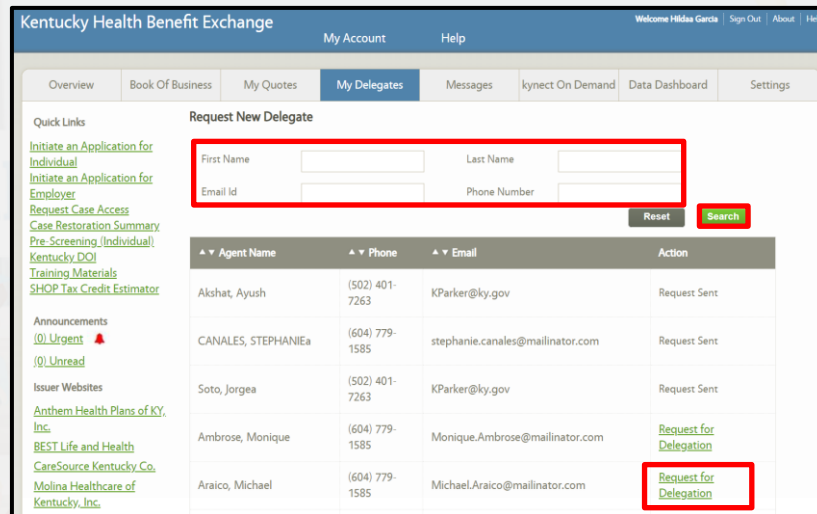 Kentucky Health Benefit Exchange
Welcome Hildaa Garcia | Sign Out | About |
My Account Help
Overview Book Of Business My Quotes My Delegates Messages kynect On Demand Data Dashboard Settings
Quick Links
Initiate an Application for
Individual
Initiate an Application for
Employer
Request Case Access
Case Restoration Summary
Pre-Screening (Individual)
Kentucky DOI
Training Materials
SHOP Tax Credit Estimator
Announcements
(0) Urgent
(0) Unread
Issuer Websites
Anthem Health Plans of KY,
Inc.
BEST Life and Health
CareSource Kentucky Co.
Molina Healthcare of
Kentucky, Inc.
Request New Delegate
First Name Last Name
Email Id Phone Number
Reset Search
Agent Name Phone Email Action
Akshat, Ayush (502) 401-
7263 KParker@ky.gov Request Sent
CANALES, STEPHANIEa (604) 779-
1585 stephanie.canales@mailinator.com Request Sent
Soto, Jorgea (502) 401-
7263 KParker@ky.gov Request Sent
Ambrose, Monique (604) 779-
1585 Monique.Ambrose@mailinator.com Request for
Delegation
Araico, Michael (604) 779-
1585 Michael.Araico@mailinator.com Request for
Delegation